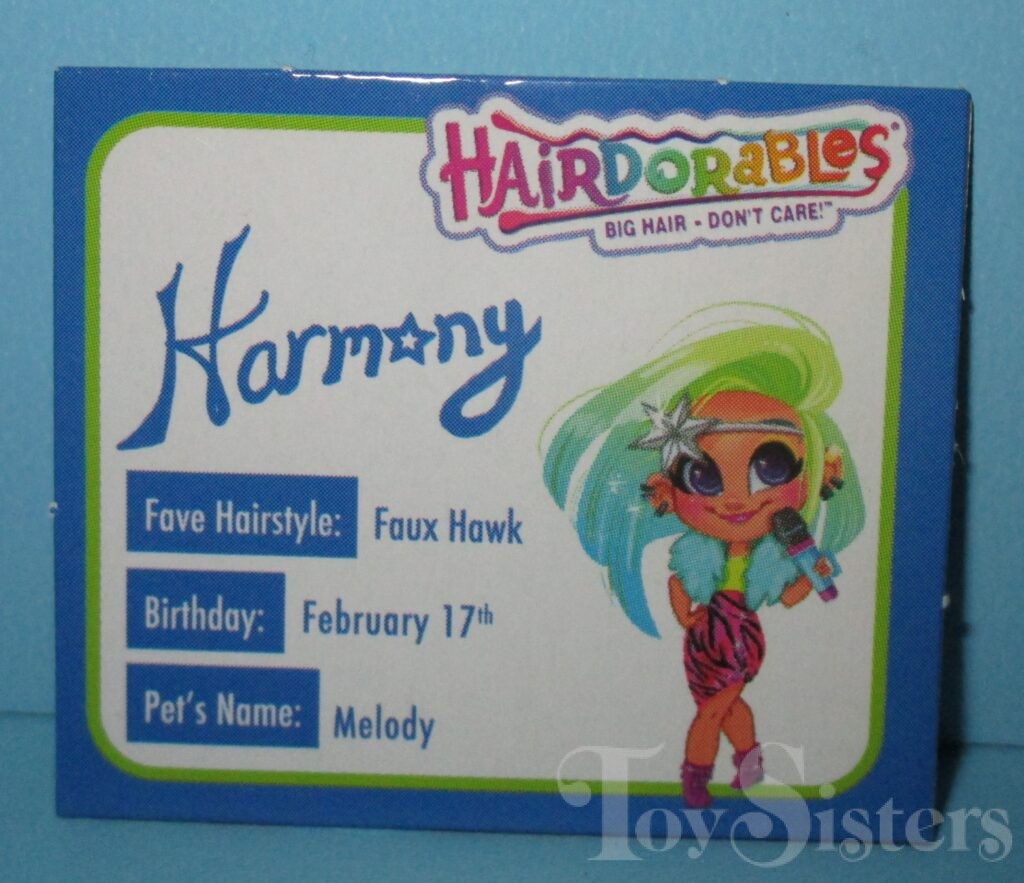 HAIRDORABLES®
BIG HAIR - DON'T CARE!™
Harmony
Fave Hairstyle: Faux Hawk
Birthday: February 17th
Pet's Name: Melody
ToySisters